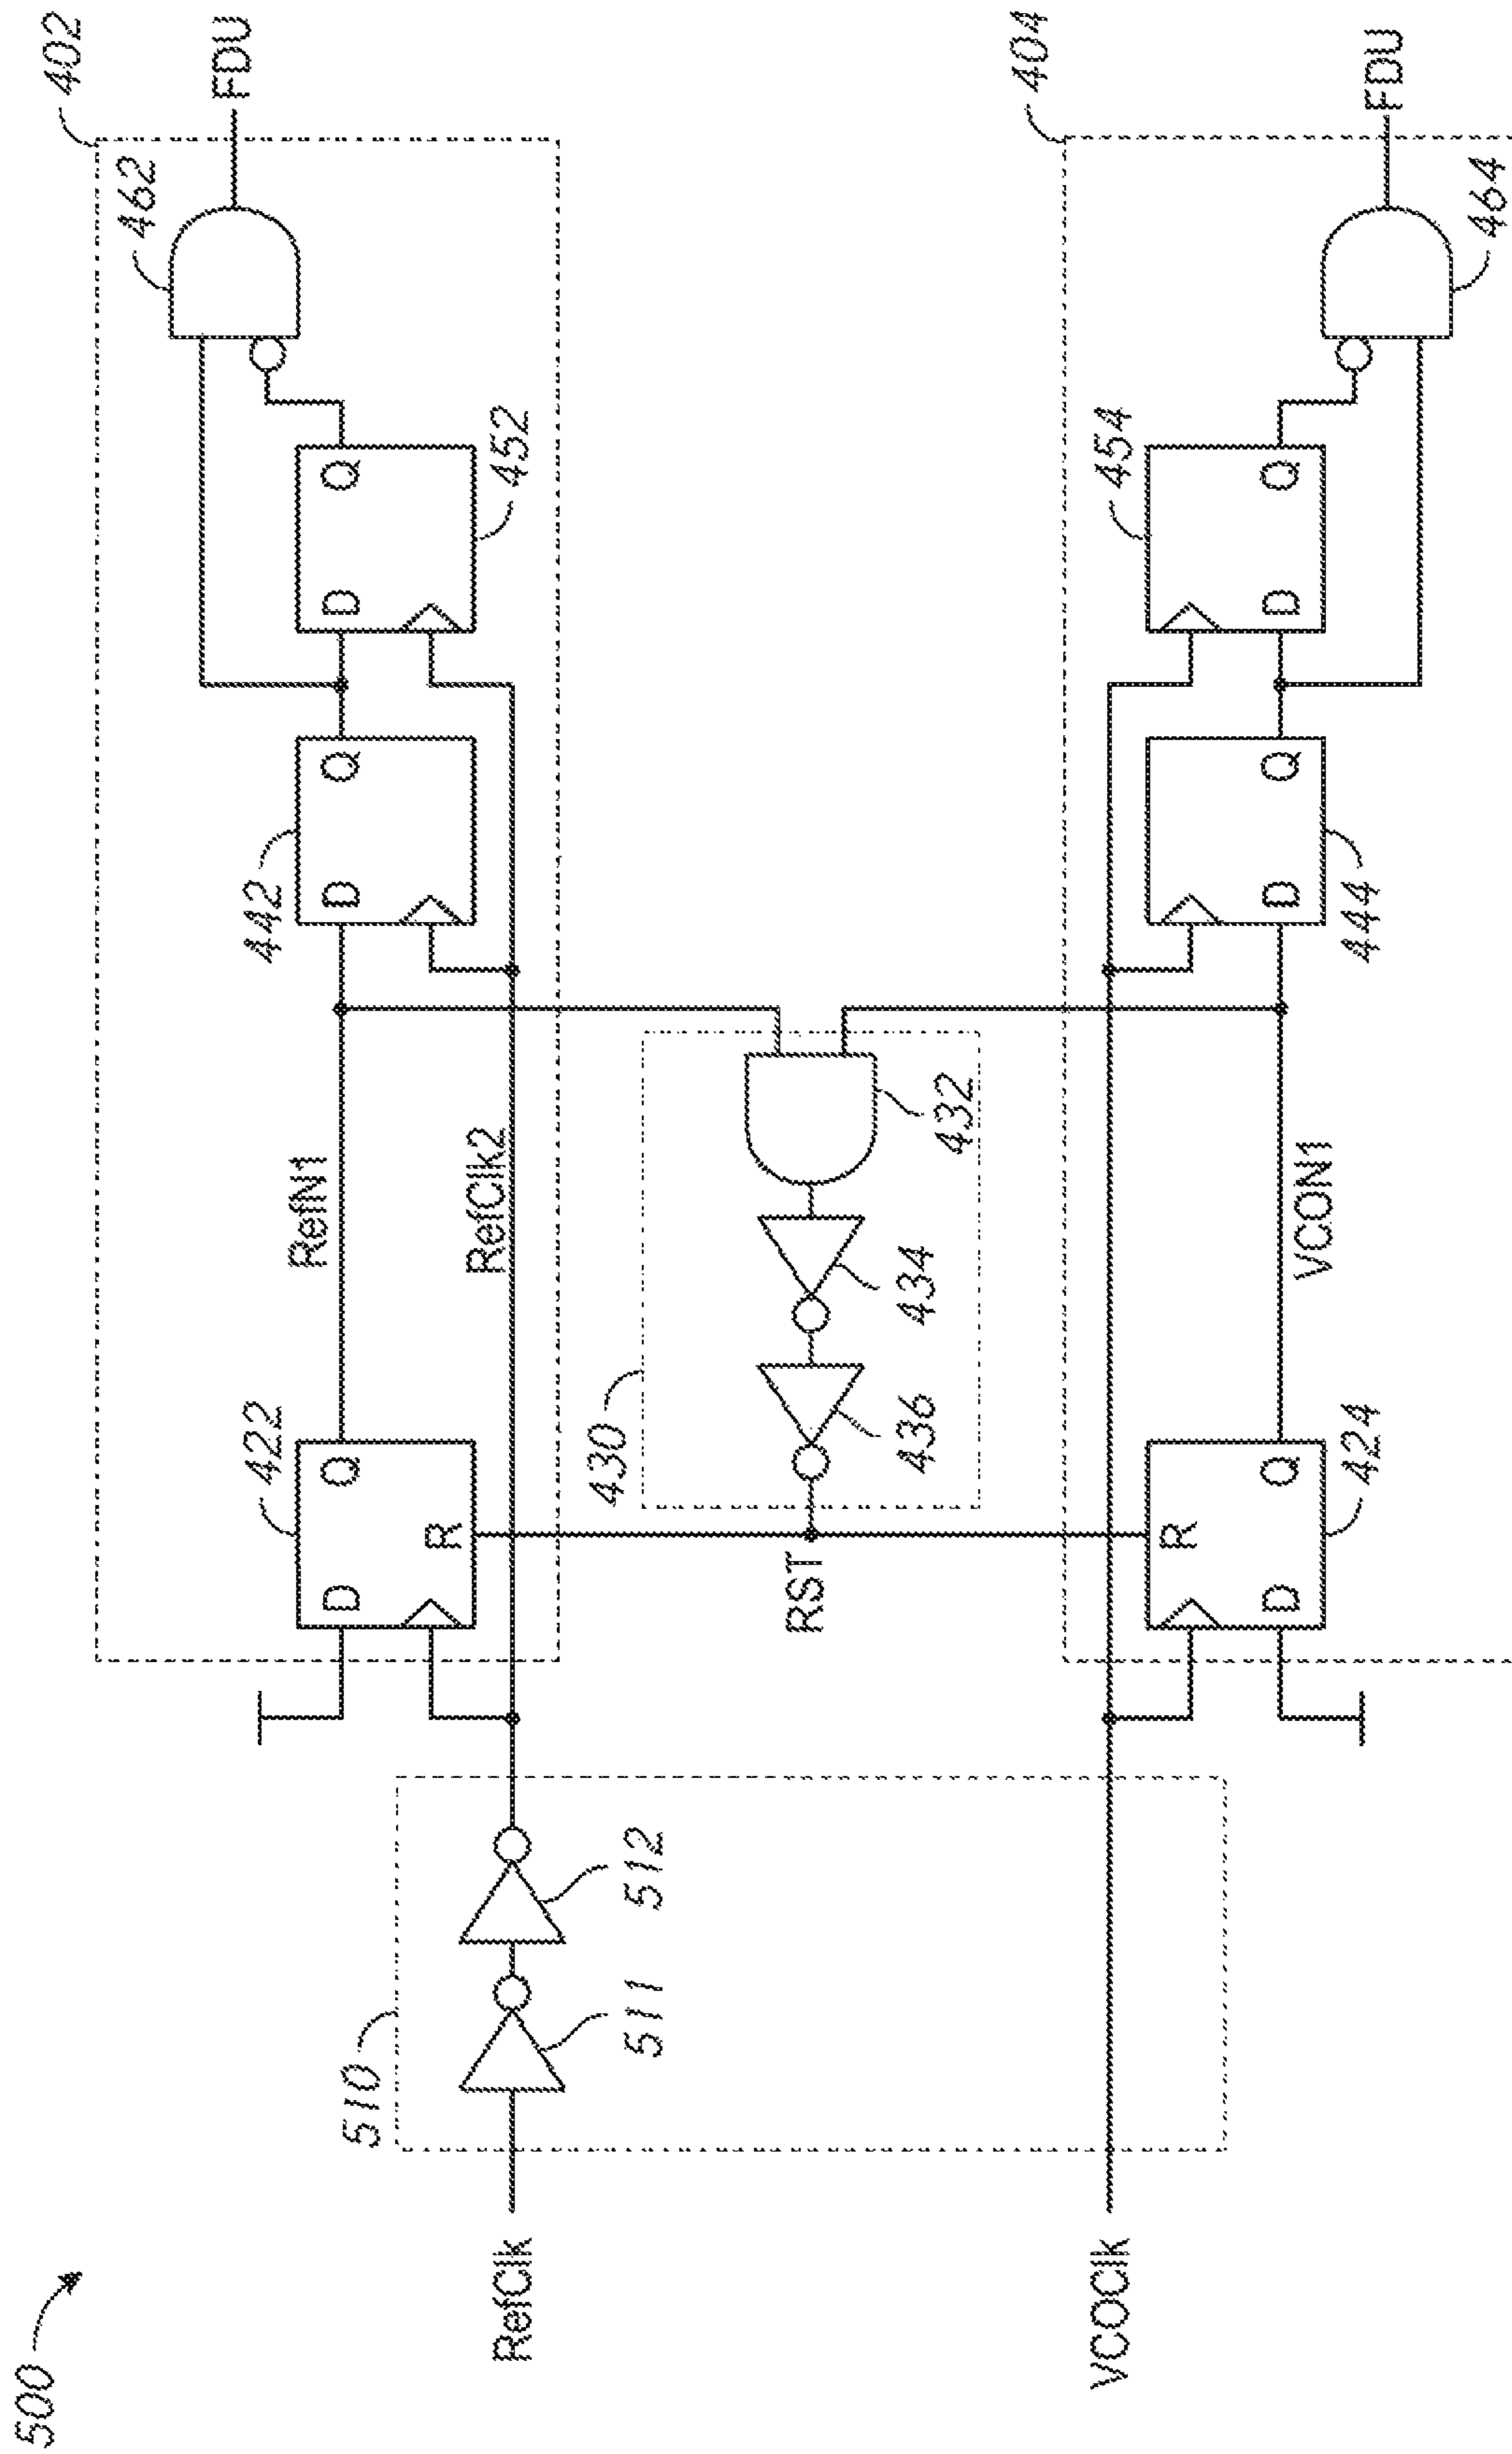 500
402
462
FDU
422
442
452
D
Q
R
D
Q
D
Q
RefN1
RefClk2
510
511
512
RefClk
430
436
434
432
RST
VCOClk
404
454
FDU
R
D
Q
D
Q
D
Q
VCON1
424
444
464